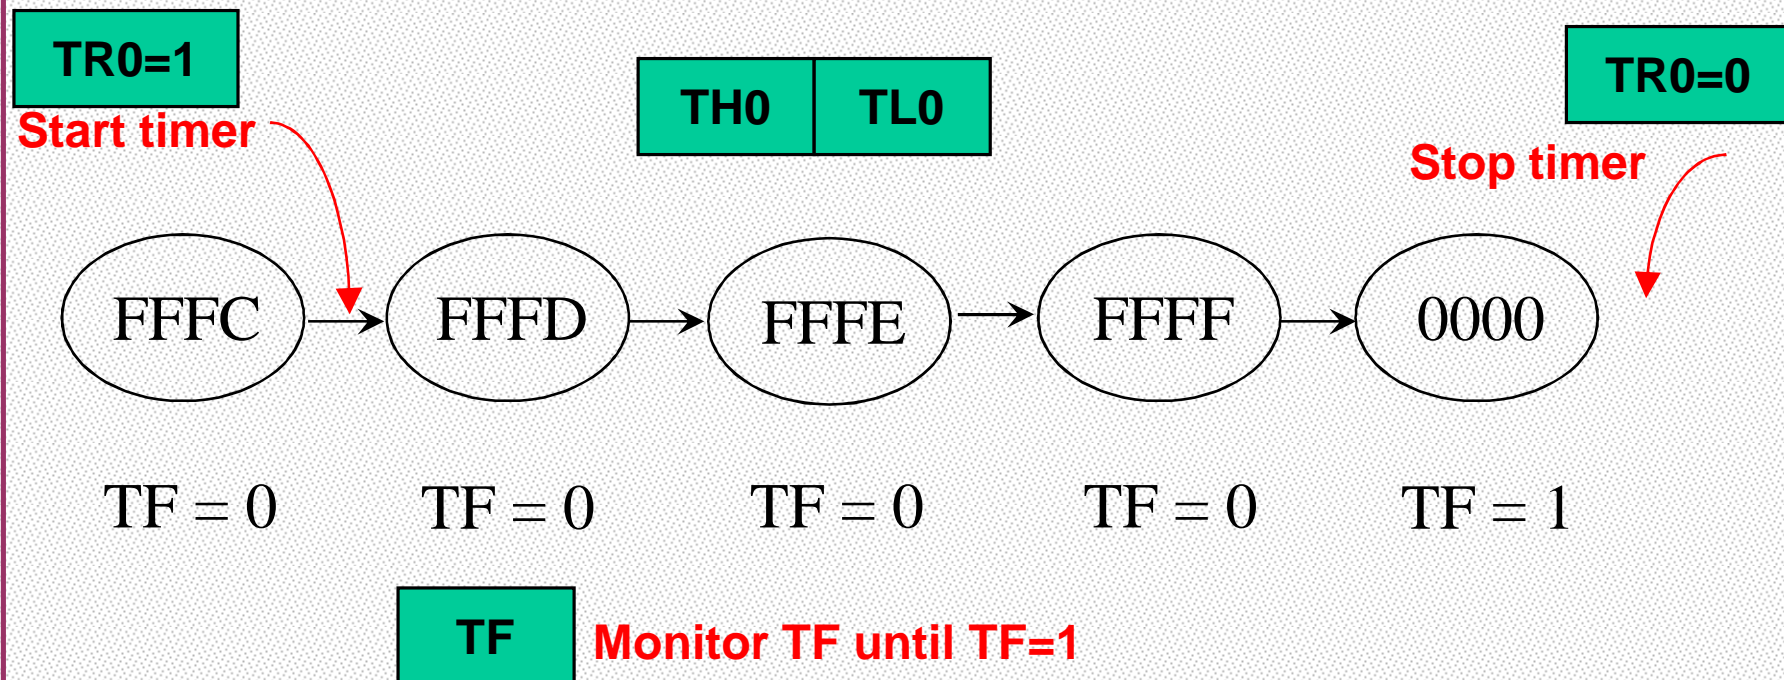 TR0=1
Start timer
TH0 TL0
TR0=0
Stop timer
FFFC FFFD FFFE FFFF 0000
TF = 0 TF = 0 TF = 0 TF = 0 TF = 1
TF Monitor TF until TF=1